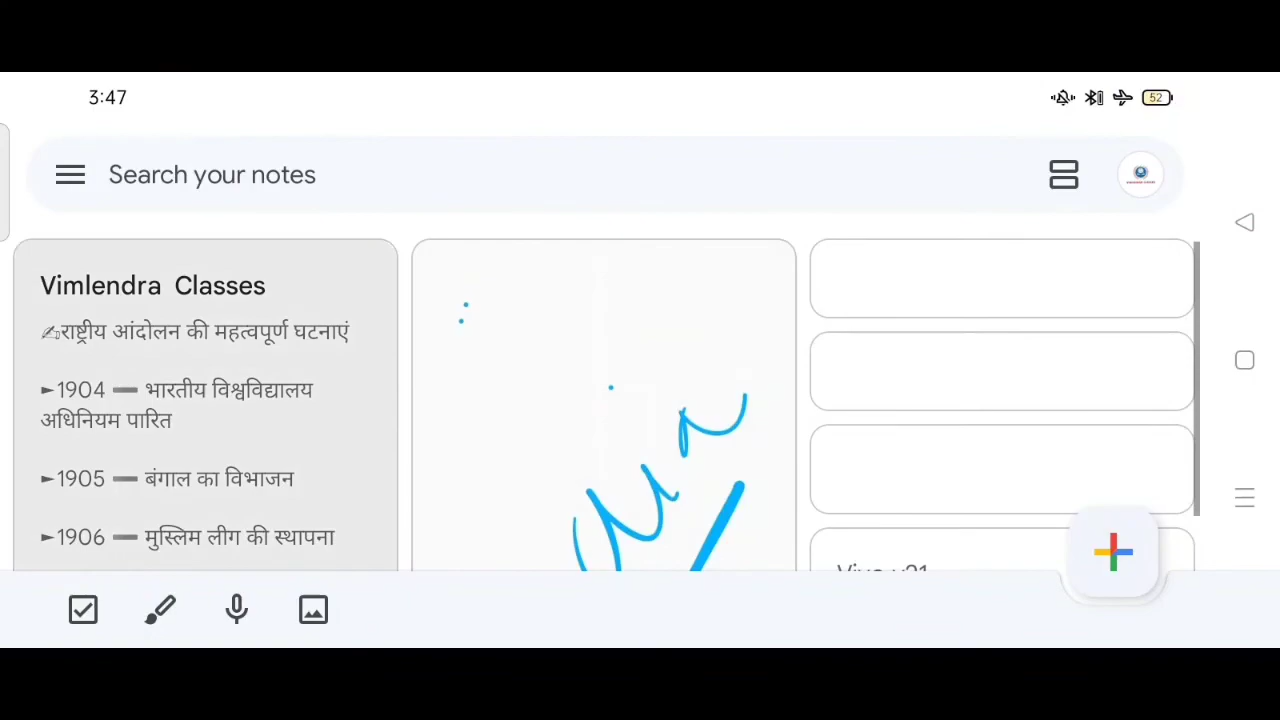 3:47
52
Search your notes
Vimlendra Classes
✍राष्ट्रीय आंदोलन की महत्वपूर्ण घटनाएं
►1904 ➖ भारतीय विश्वविद्यालय
अधिनियम पारित
►1905 ➖ बंगाल का विभाजन
►1906 ➖ मुस्लिम लीग की स्थापना